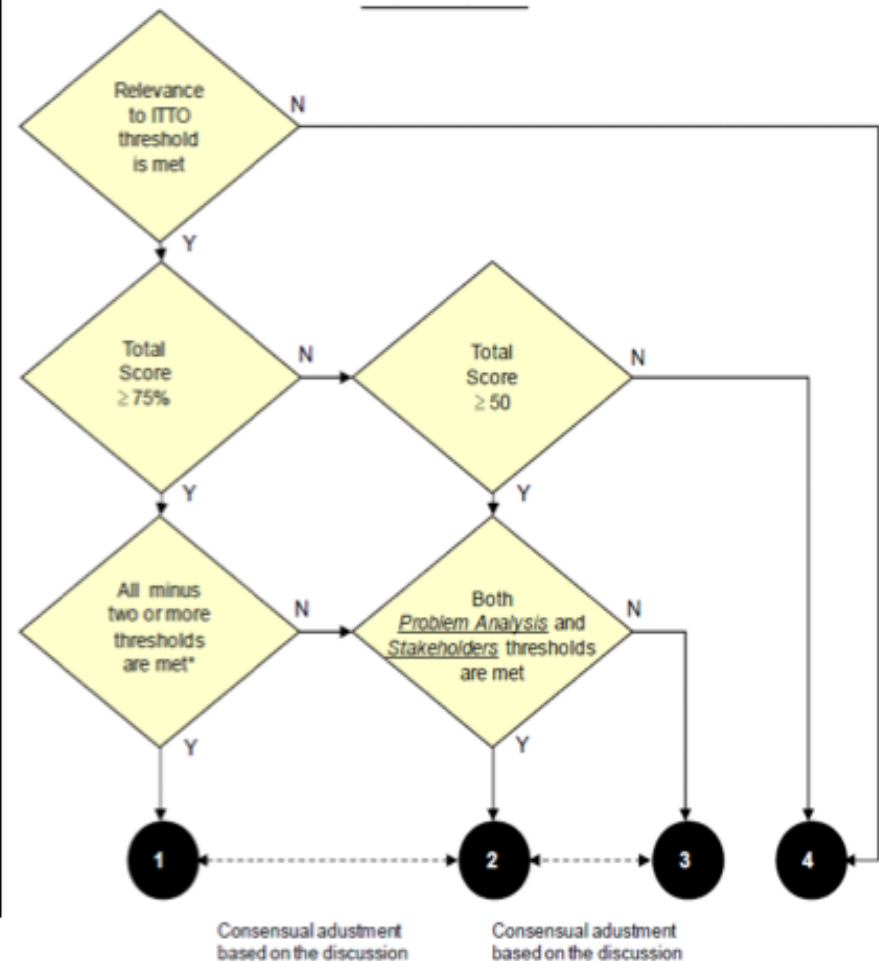 Relevance
to ITTO
threshold
is met
N
Y
Total
Score
≥ 75%
N
Total
Score
≥ 50
N
Y
Y
All minus
two or more
thresholds
are met*
N
Both
Problem Analysis and
Stakeholders thresholds
are met
N
Y
Y
1
2
3
4
Consensual adustment
based on the discussion
Consensual adustment
based on the discussion